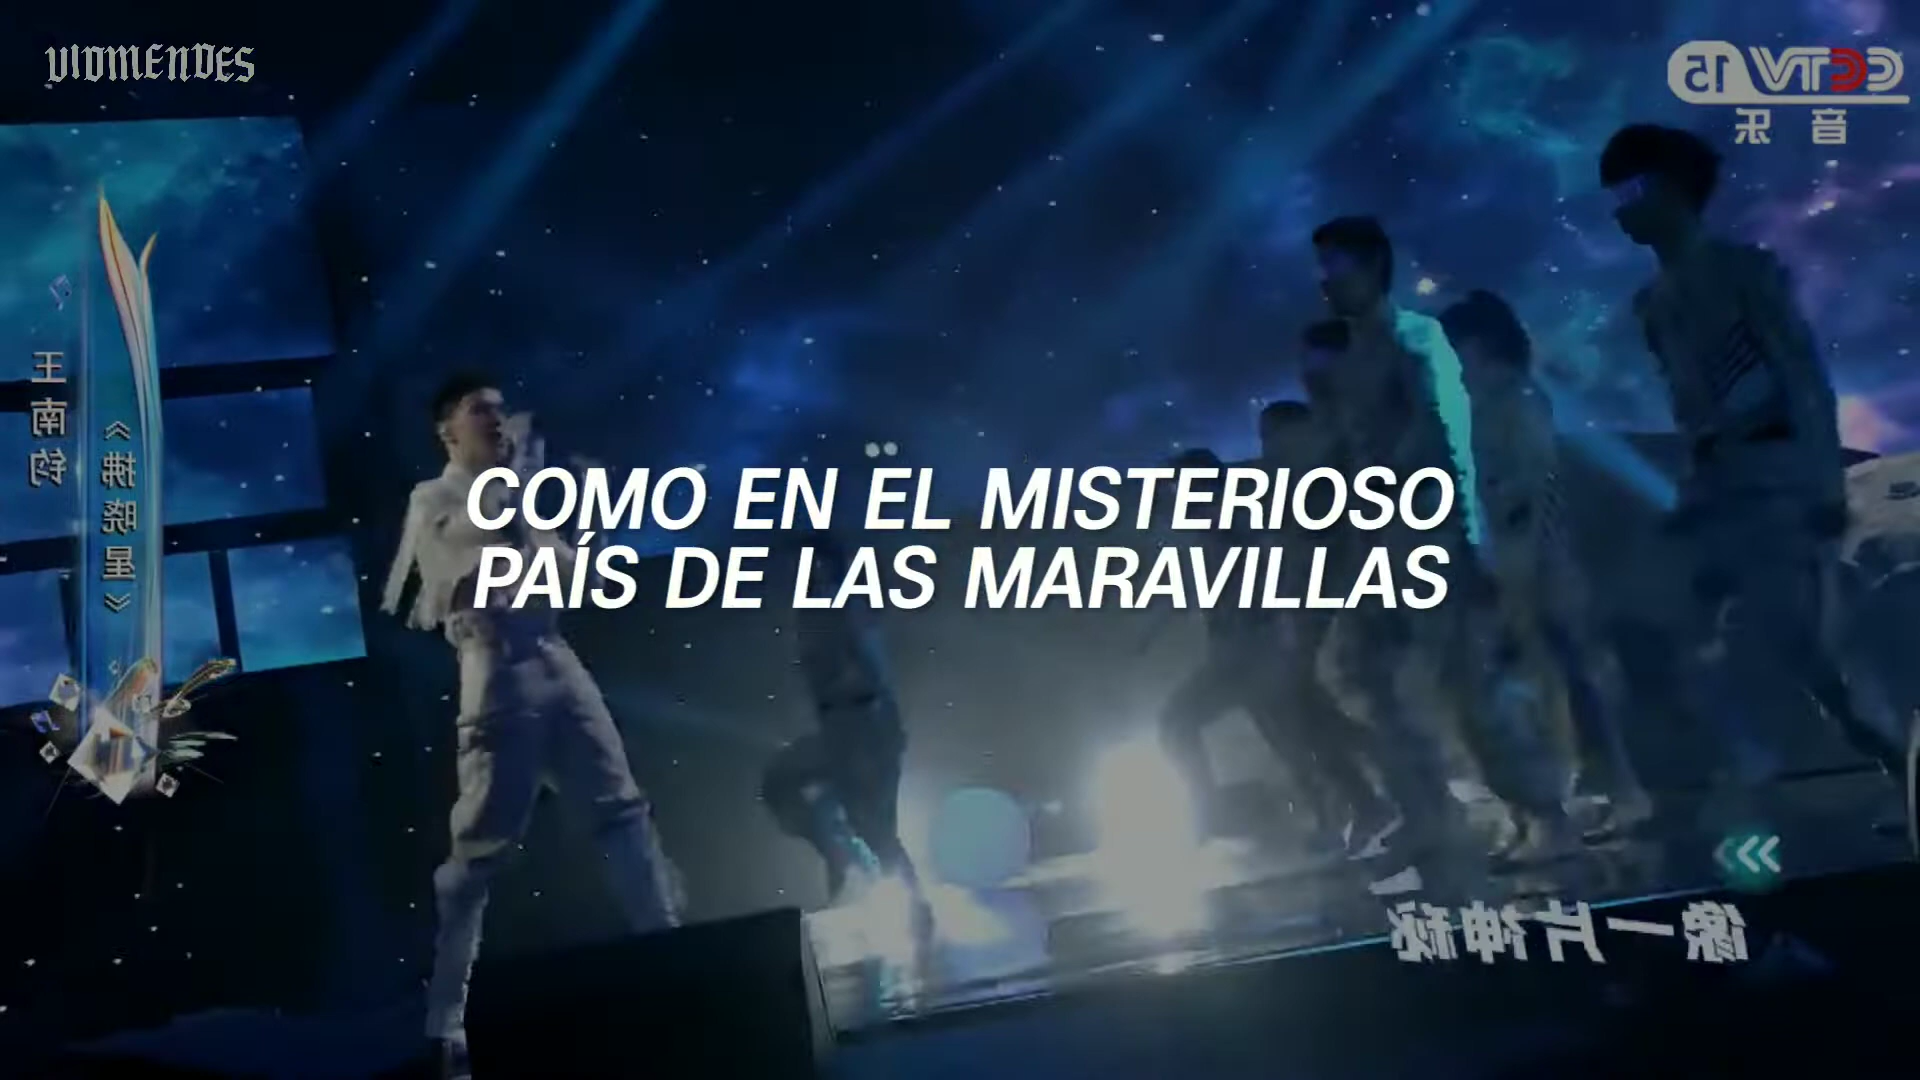 VIDMENDES
CCTV 15
音乐
王南钧
《拂晓星》
COMO EN EL MISTERIOSO
PAÍS DE LAS MARAVILLAS
像一片神秘